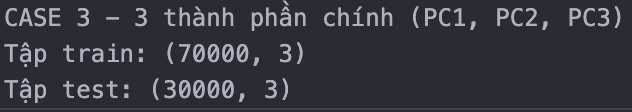 CASE 3 - 3 thành phần chính (PC1, PC2, PC3)
Tập train: (70000, 3)
Tập test: (30000, 3)